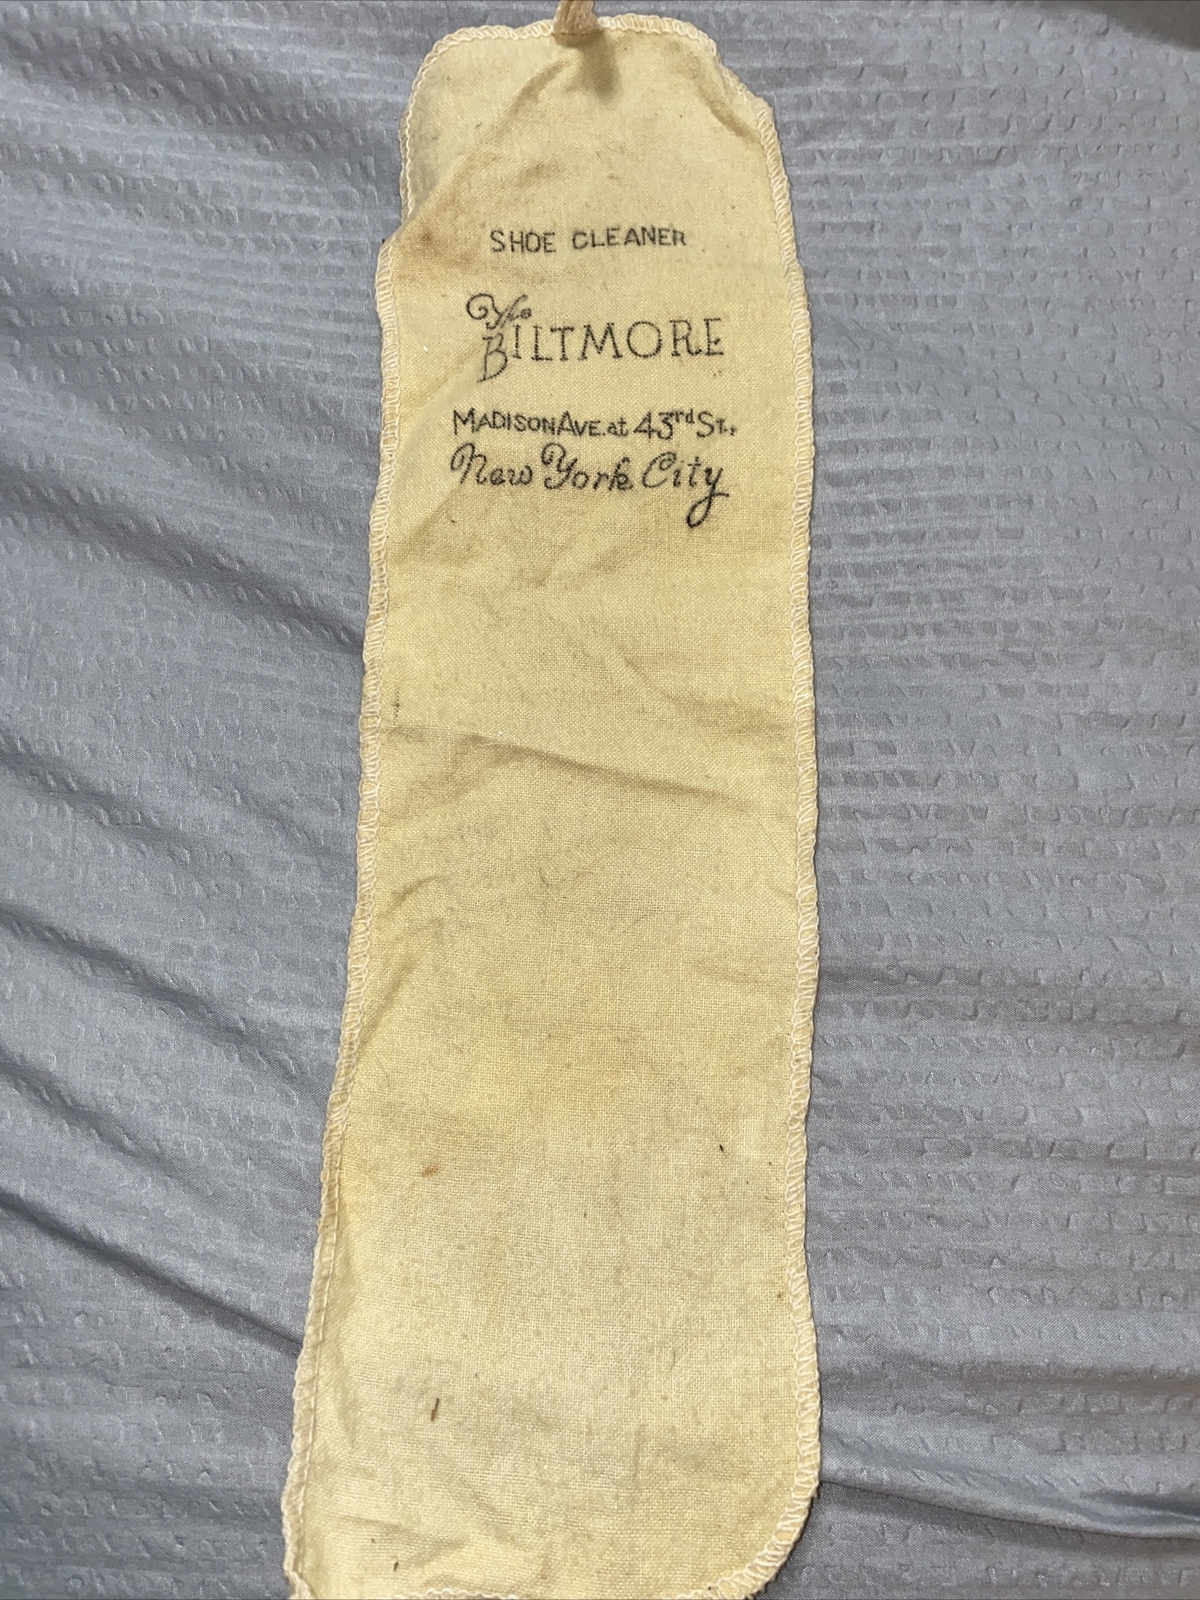 SHOE CLEANER
The
BILTMORE
MADISON AVE. at 43rd ST.,
New York City